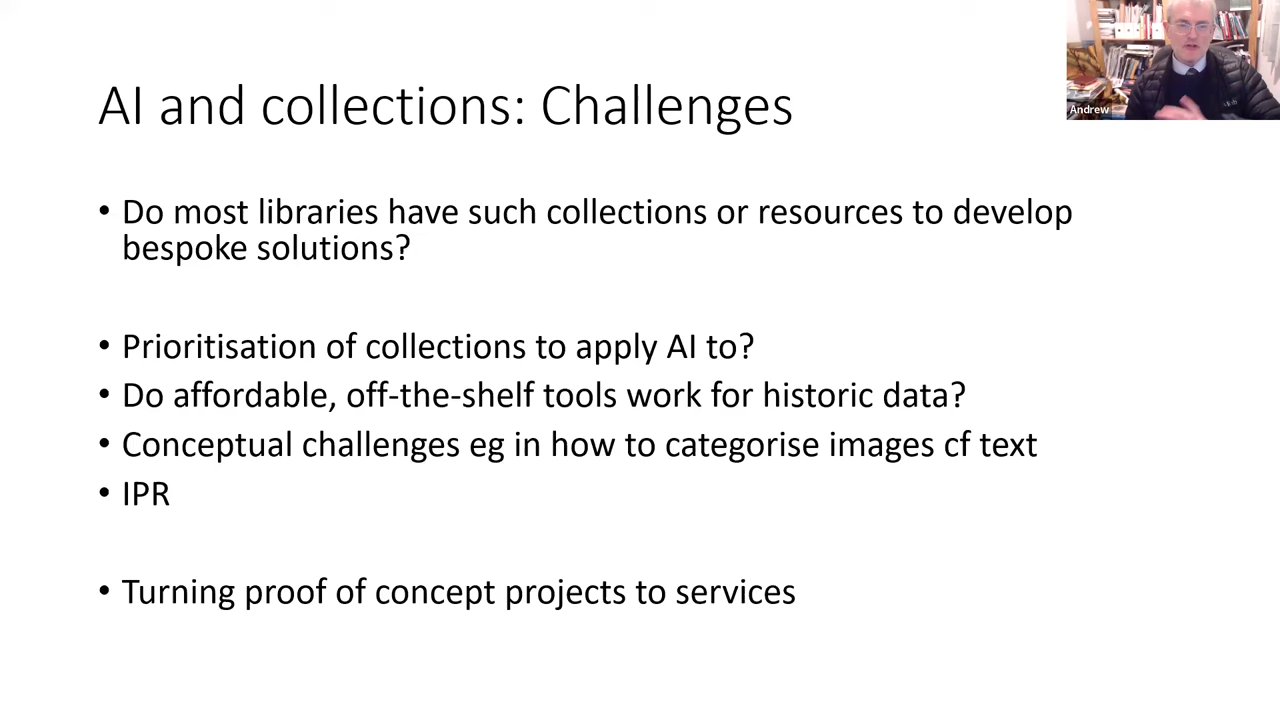 AI and collections: Challenges
Andrew
• Do most libraries have such collections or resources to develop
bespoke solutions?
• Prioritisation of collections to apply AI to?
• Do affordable, off-the-shelf tools work for historic data?
• Conceptual challenges eg in how to categorise images cf text
• IPR
• Turning proof of concept projects to services